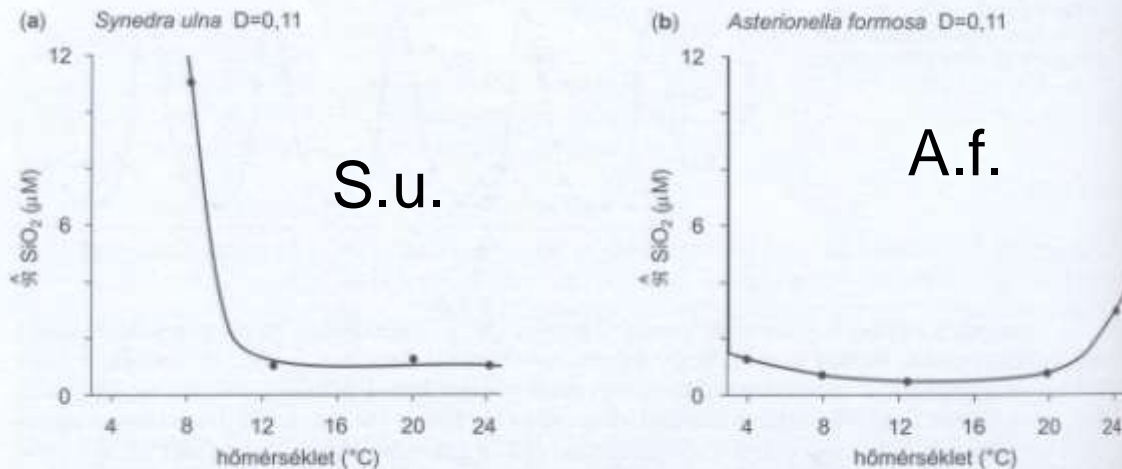 (a) Synedra ulna D=0,11
12
6
0
ℜ̂ SiO₂ (μM)
S.u.
4 8 12 16 20 24
hőmérséklet (°C)
(b) Asterionella formosa D=0,11
12
6
0
ℜ̂ SiO₂ (μM)
A.f.
4 8 12 16 20 24
hőmérséklet (°C)